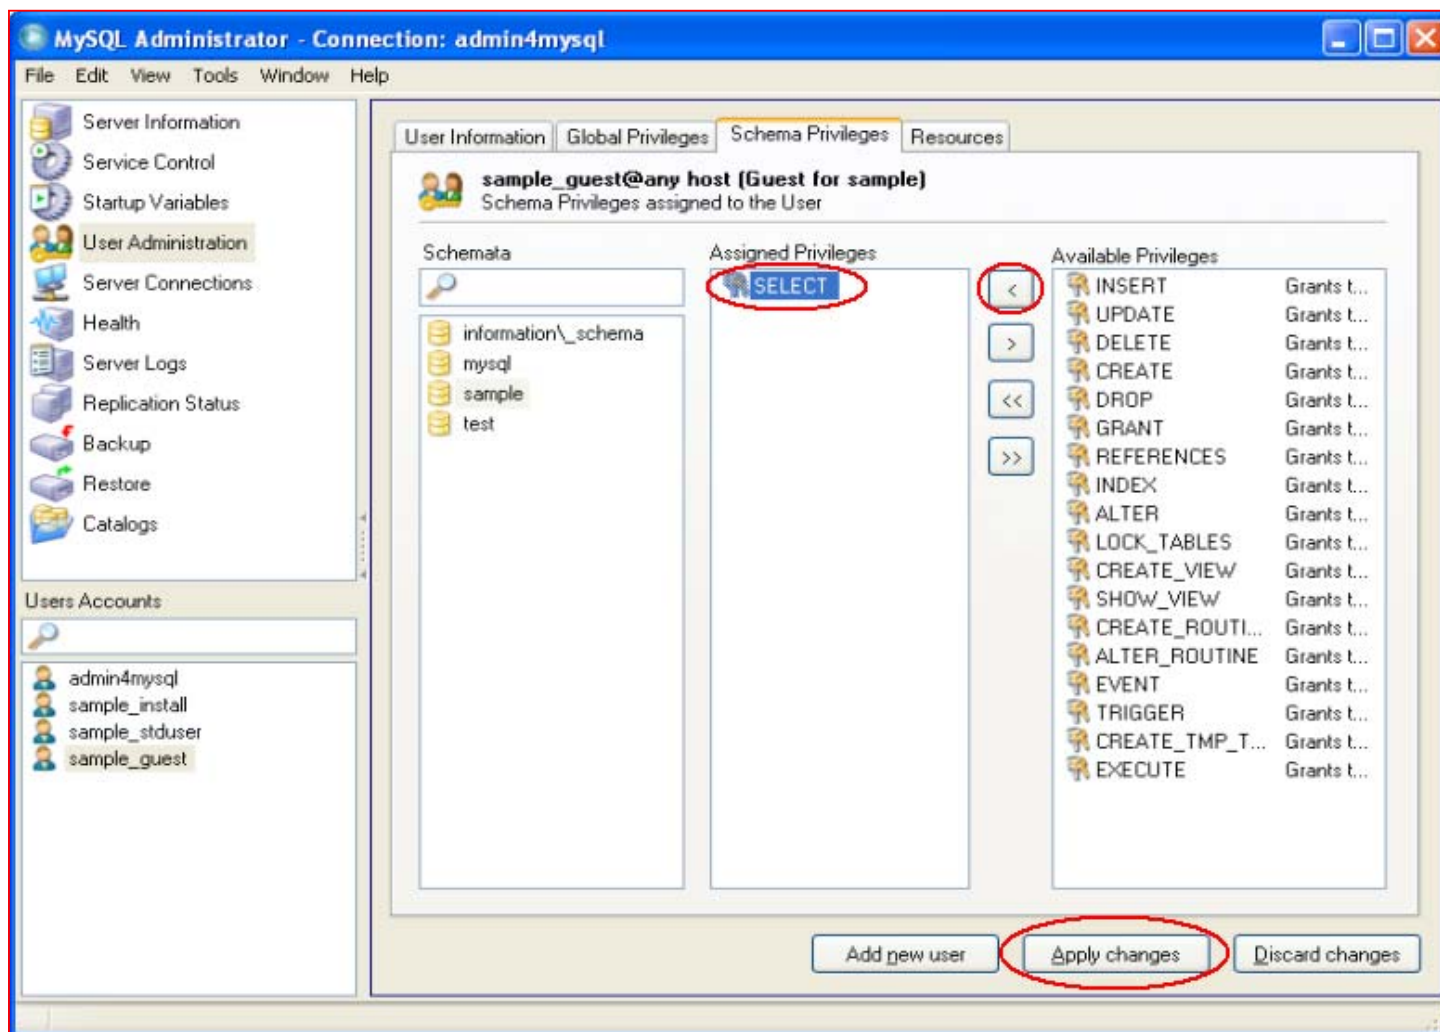 MySQL Administrator - Connection: admin4mysql
File Edit View Tools Window Help
Server Information
Service Control
Startup Variables
User Administration
Server Connections
Health
Server Logs
Replication Status
Backup
Restore
Catalogs
Users Accounts
admin4mysql
sample_install
sample_stduser
sample_guest
User Information Global Privileges Schema Privileges Resources
sample_guest@any host (Guest for sample)
Schema Privileges assigned to the User
Schemata
information\_schema
mysql
sample
test
Assigned Privileges
SELECT
<
>
<<
>>
Available Privileges
INSERT Grants t...
UPDATE Grants t...
DELETE Grants t...
CREATE Grants t...
DROP Grants t...
GRANT Grants t...
REFERENCES Grants t...
INDEX Grants t...
ALTER Grants t...
LOCK_TABLES Grants t...
CREATE_VIEW Grants t...
SHOW_VIEW Grants t...
CREATE_ROUTI... Grants t...
ALTER_ROUTINE Grants t...
EVENT Grants t...
TRIGGER Grants t...
CREATE_TMP_T... Grants t...
EXECUTE Grants t...
Add new user Apply changes Discard changes